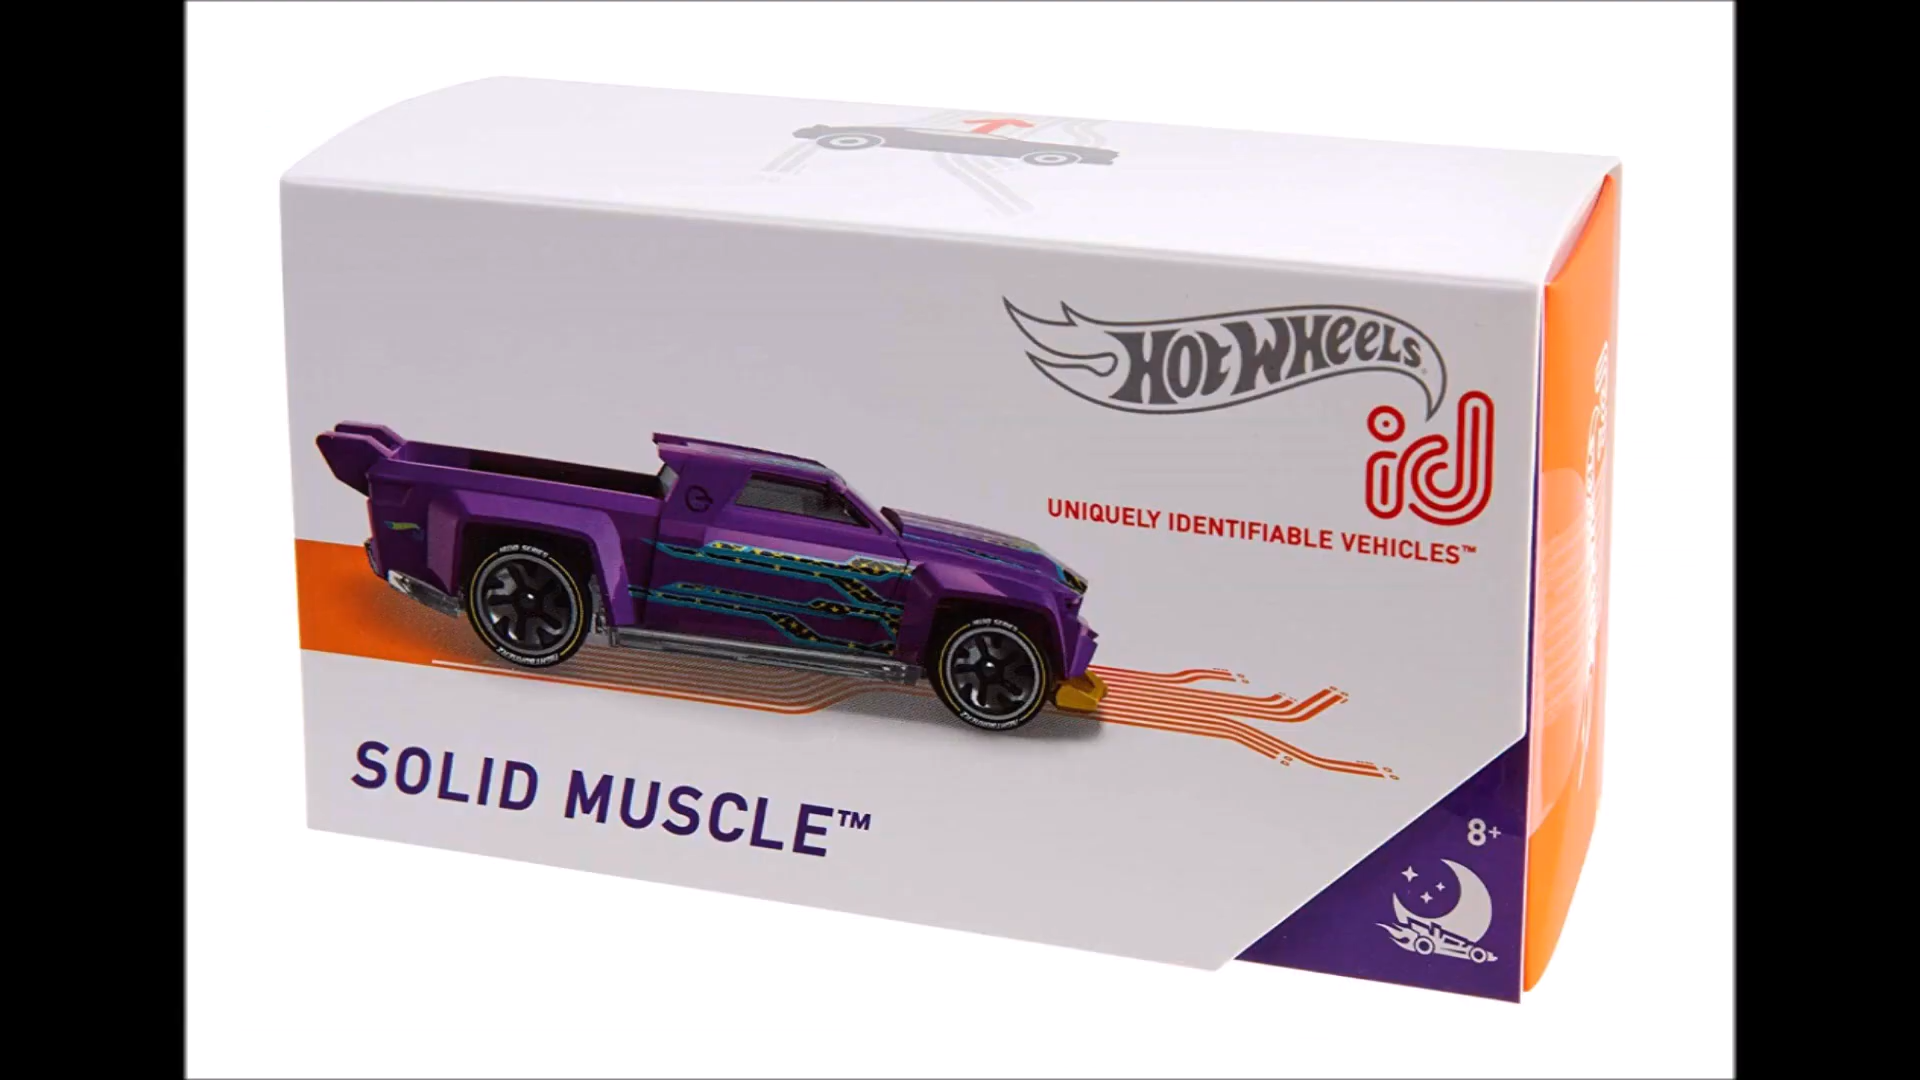 HOT WHEELS
id
UNIQUELY IDENTIFIABLE VEHICLES™
SOLID MUSCLE™
8+